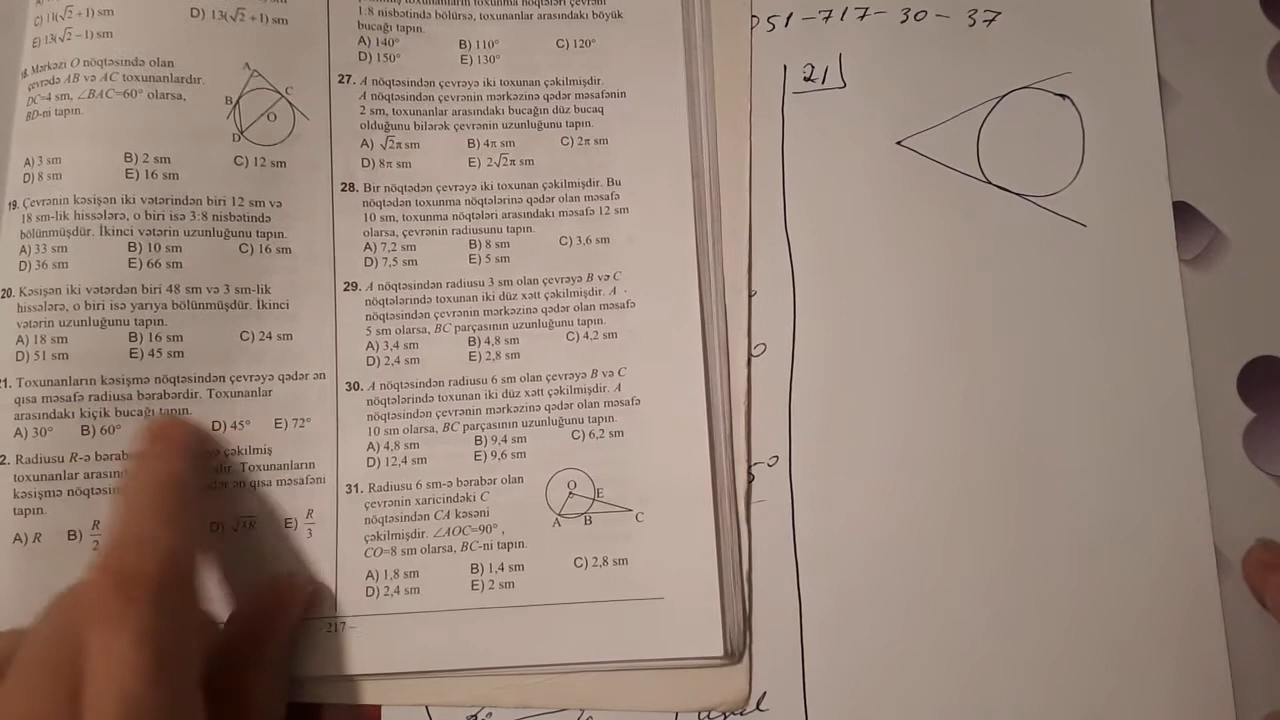 C) 11(√2+1) sm D) 13(√2+1) sm
E) 13(√2−1) sm
18. Mərkəzi O nöqtəsində olan
çevrədə AB və AC toxunanlardır.
DC=4 sm, ∠BAC=60° olarsa,
BD-ni tapın.
A
B
C
O
D
A) 3 sm B) 2 sm C) 12 sm
D) 8 sm E) 16 sm
19. Çevrənin kəsişən iki vətərindən biri 12 sm və
18 sm-lik hissələrə, o biri isə 3:8 nisbətində
bölünmüşdür. İkinci vətərin uzunluğunu tapın.
A) 33 sm B) 10 sm C) 16 sm
D) 36 sm E) 66 sm
20. Kəsişən iki vətərdən biri 48 sm və 3 sm-lik
hissələrə, o biri isə yarıya bölünmüşdür. İkinci
vətərin uzunluğunu tapın.
A) 18 sm B) 16 sm C) 24 sm
D) 51 sm E) 45 sm
21. Toxunanların kəsişmə nöqtəsindən çevrəyə qədər ən
qısa məsafə radiusa bərabərdir. Toxunanlar
arasındakı kiçik bucağı tapın.
A) 30° B) 60° D) 45° E) 72°
2. Radiusu R-ə çəkilmiş
toxunanlar Toxunanların
kəsişmə ən qısa məsafəni
tapın.
A) R B) R/2 E) R/3
toxunanların toxunma nöqtələri çevrəni
1:8 nisbətində bölürsə, toxunanlar arasındakı böyük
bucağı tapın.
A) 140° B) 110° C) 120°
D) 150° E) 130°
27. A nöqtəsindən çevrəyə iki toxunan çəkilmişdir.
A nöqtəsindən çevrənin mərkəzinə qədər məsafənin
2 sm, toxunanlar arasındakı bucağın düz bucaq
olduğunu bilərək çevrənin uzunluğunu tapın.
A) √2π sm B) 4π sm C) 2π sm
D) 8π sm E) 2√2π sm
28. Bir nöqtədən çevrəyə iki toxunan çəkilmişdir. Bu
nöqtədən toxunma nöqtələrinə qədər olan məsafə
10 sm, toxunma nöqtələri arasındakı məsafə 12 sm
olarsa, çevrənin radiusunu tapın.
A) 7,2 sm B) 8 sm C) 3,6 sm
D) 7,5 sm E) 5 sm
29. A nöqtəsindən radiusu 3 sm olan çevrəyə B və C
nöqtələrində toxunan iki düz xətt çəkilmişdir. A
nöqtəsindən çevrənin mərkəzinə qədər olan məsafə
5 sm olarsa, BC parçasının uzunluğunu tapın.
A) 3,4 sm B) 4,8 sm C) 4,2 sm
D) 2,4 sm E) 2,8 sm
30. A nöqtəsindən radiusu 6 sm olan çevrəyə B və C
nöqtələrində toxunan iki düz xətt çəkilmişdir. A
nöqtəsindən çevrənin mərkəzinə qədər olan məsafə
10 sm olarsa, BC parçasının uzunluğunu tapın.
A) 4,8 sm B) 9,4 sm C) 6,2 sm
D) 12,4 sm E) 9,6 sm
31. Radiusu 6 sm-ə bərabər olan
çevrənin xaricindəki C
nöqtəsindən CA kəsəni
çəkilmişdir. ∠AOC=90°,
CO=8 sm olarsa, BC-ni tapın.
O
E
A
B
C
A) 1,8 sm B) 1,4 sm C) 2,8 sm
D) 2,4 sm E) 2 sm
– 217 –
051-717-30-37
21